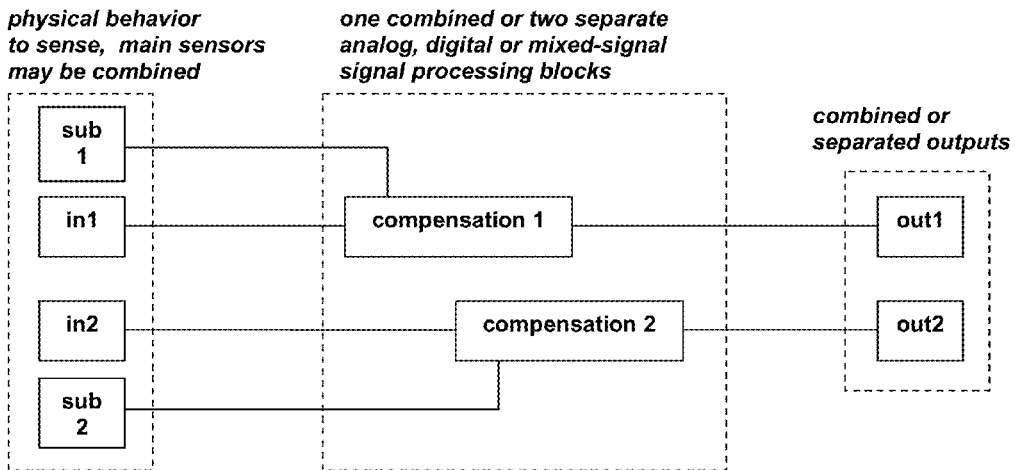 physical behavior
to sense, main sensors
may be combined
one combined or two separate
analog, digital or mixed-signal
signal processing blocks
combined or
separated outputs
sub
1
in1
compensation 1
out1
in2
compensation 2
out2
sub
2